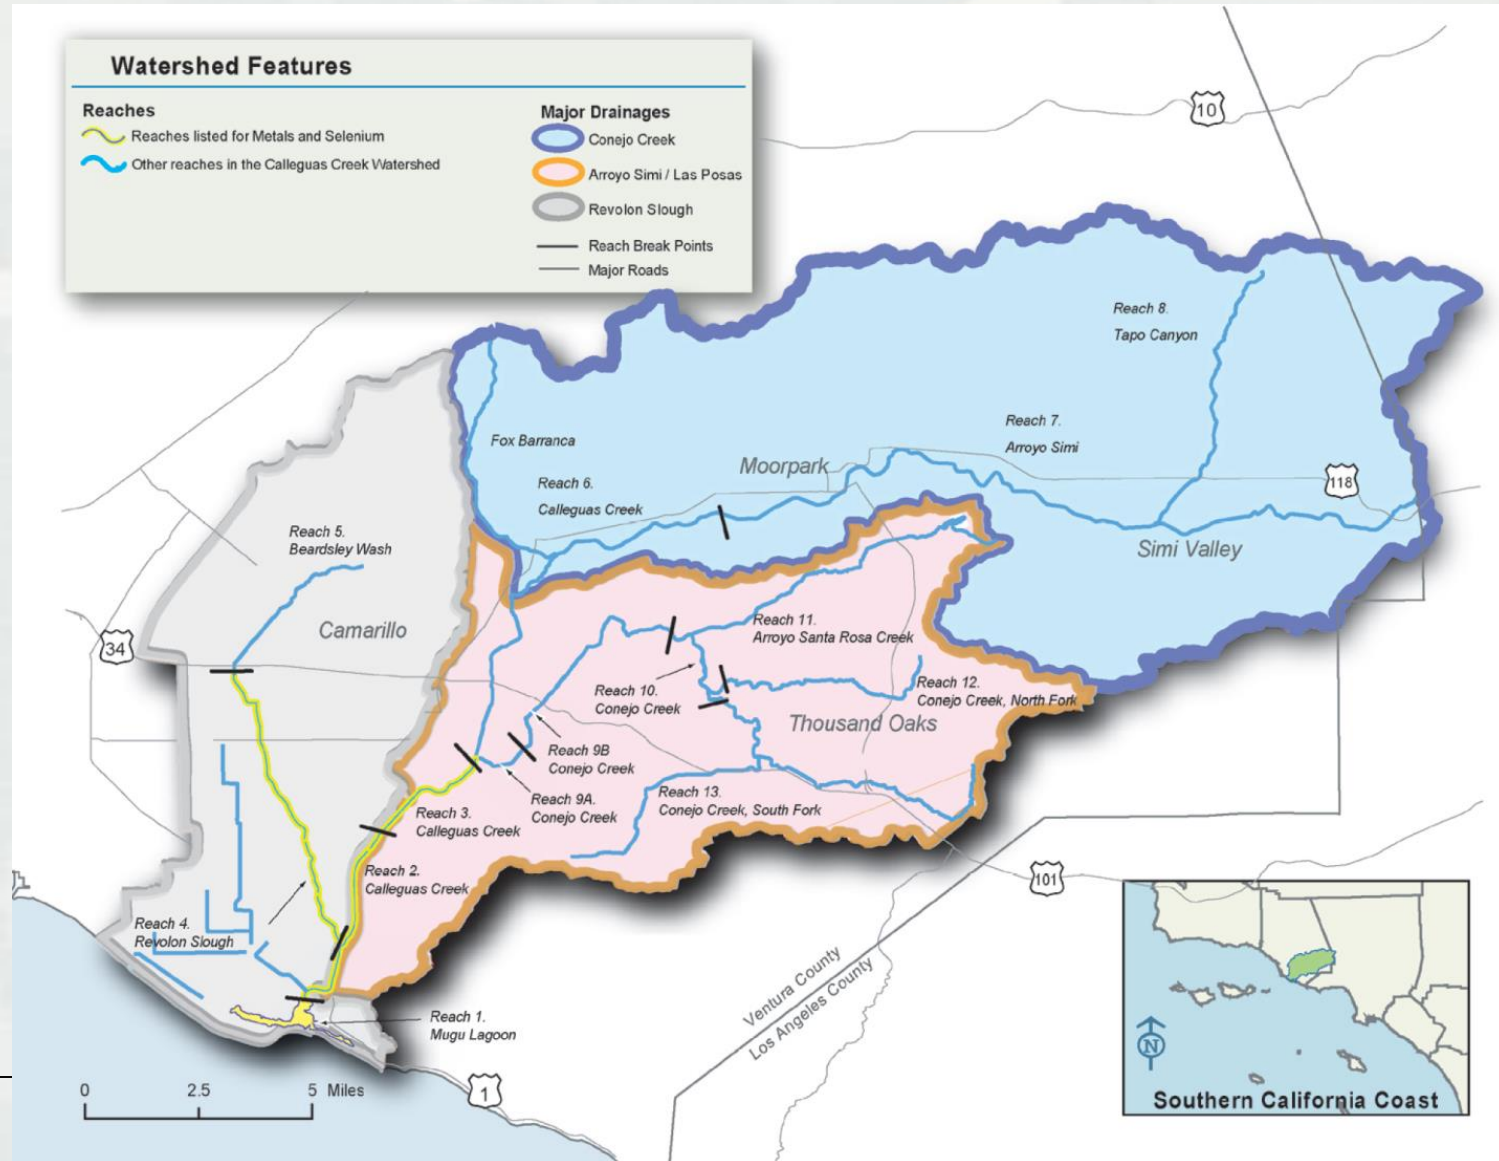 Watershed Features
Reaches
Reaches listed for Metals and Selenium
Other reaches in the Calleguas Creek Watershed
Major Drainages
Conejo Creek
Arroyo Simi / Las Posas
Revolon Slough
Reach Break Points
Major Roads
10
Reach 8.
Tapo Canyon
Reach 7.
Arroyo Simi
Fox Barranca
Moorpark
118
Reach 6.
Calleguas Creek
Simi Valley
Reach 5.
Beardsley Wash
Camarillo
34
Reach 11.
Arroyo Santa Rosa Creek
Reach 10.
Conejo Creek
Reach 12.
Conejo Creek, North Fork
Thousand Oaks
Reach 9B
Conejo Creek
Reach 9A.
Conejo Creek
Reach 13.
Conejo Creek, South Fork
Reach 3.
Calleguas Creek
Reach 2.
Calleguas Creek
101
Reach 4.
Revolon Slough
Ventura County
Los Angeles County
Reach 1.
Mugu Lagoon
1
0 2.5 5 Miles
N
Southern California Coast